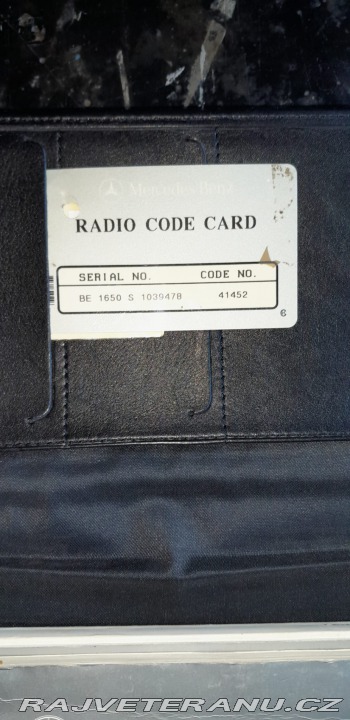 Mercedes-Benz
RADIO CODE CARD
SERIAL NO. CODE NO.
BE 1650 S 1039478 41452
6
RAJVETERANU.CZ